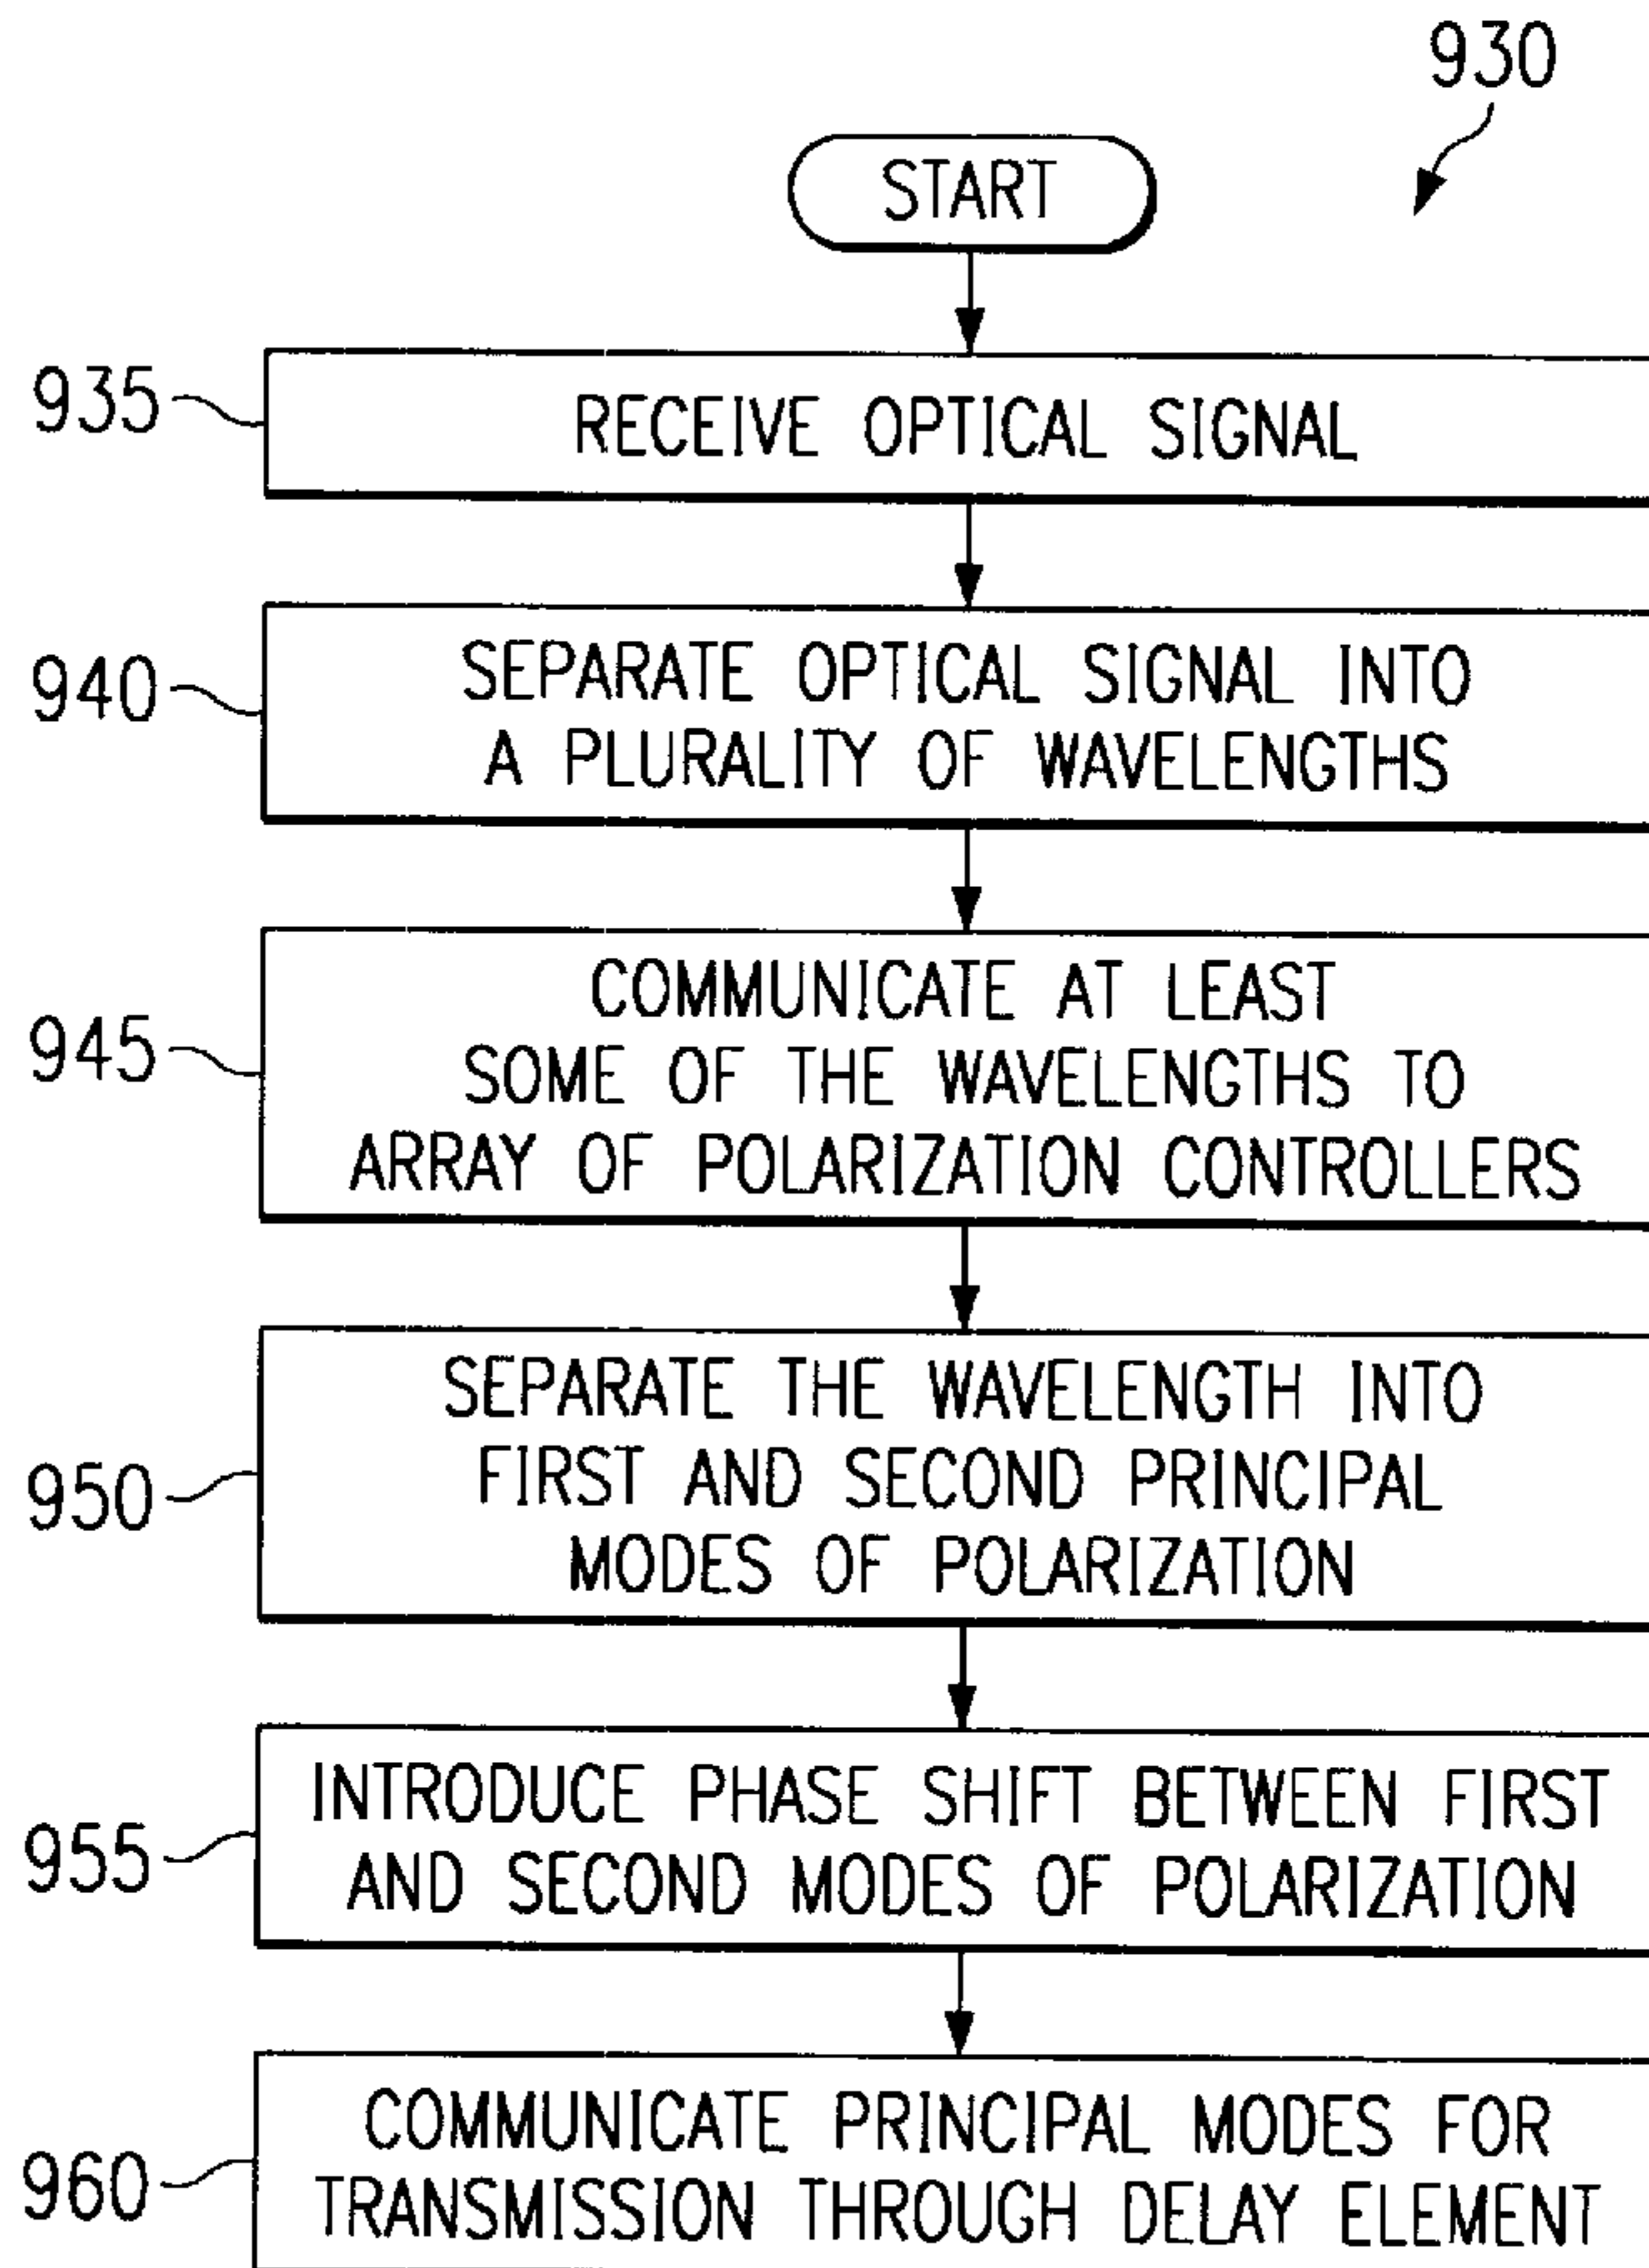 930
START
935
RECEIVE OPTICAL SIGNAL
940
SEPARATE OPTICAL SIGNAL INTO
A PLURALITY OF WAVELENGTHS
945
COMMUNICATE AT LEAST
SOME OF THE WAVELENGTHS TO
ARRAY OF POLARIZATION CONTROLLERS
950
SEPARATE THE WAVELENGTH INTO
FIRST AND SECOND PRINCIPAL
MODES OF POLARIZATION
955
INTRODUCE PHASE SHIFT BETWEEN FIRST
AND SECOND MODES OF POLARIZATION
960
COMMUNICATE PRINCIPAL MODES FOR
TRANSMISSION THROUGH DELAY ELEMENT